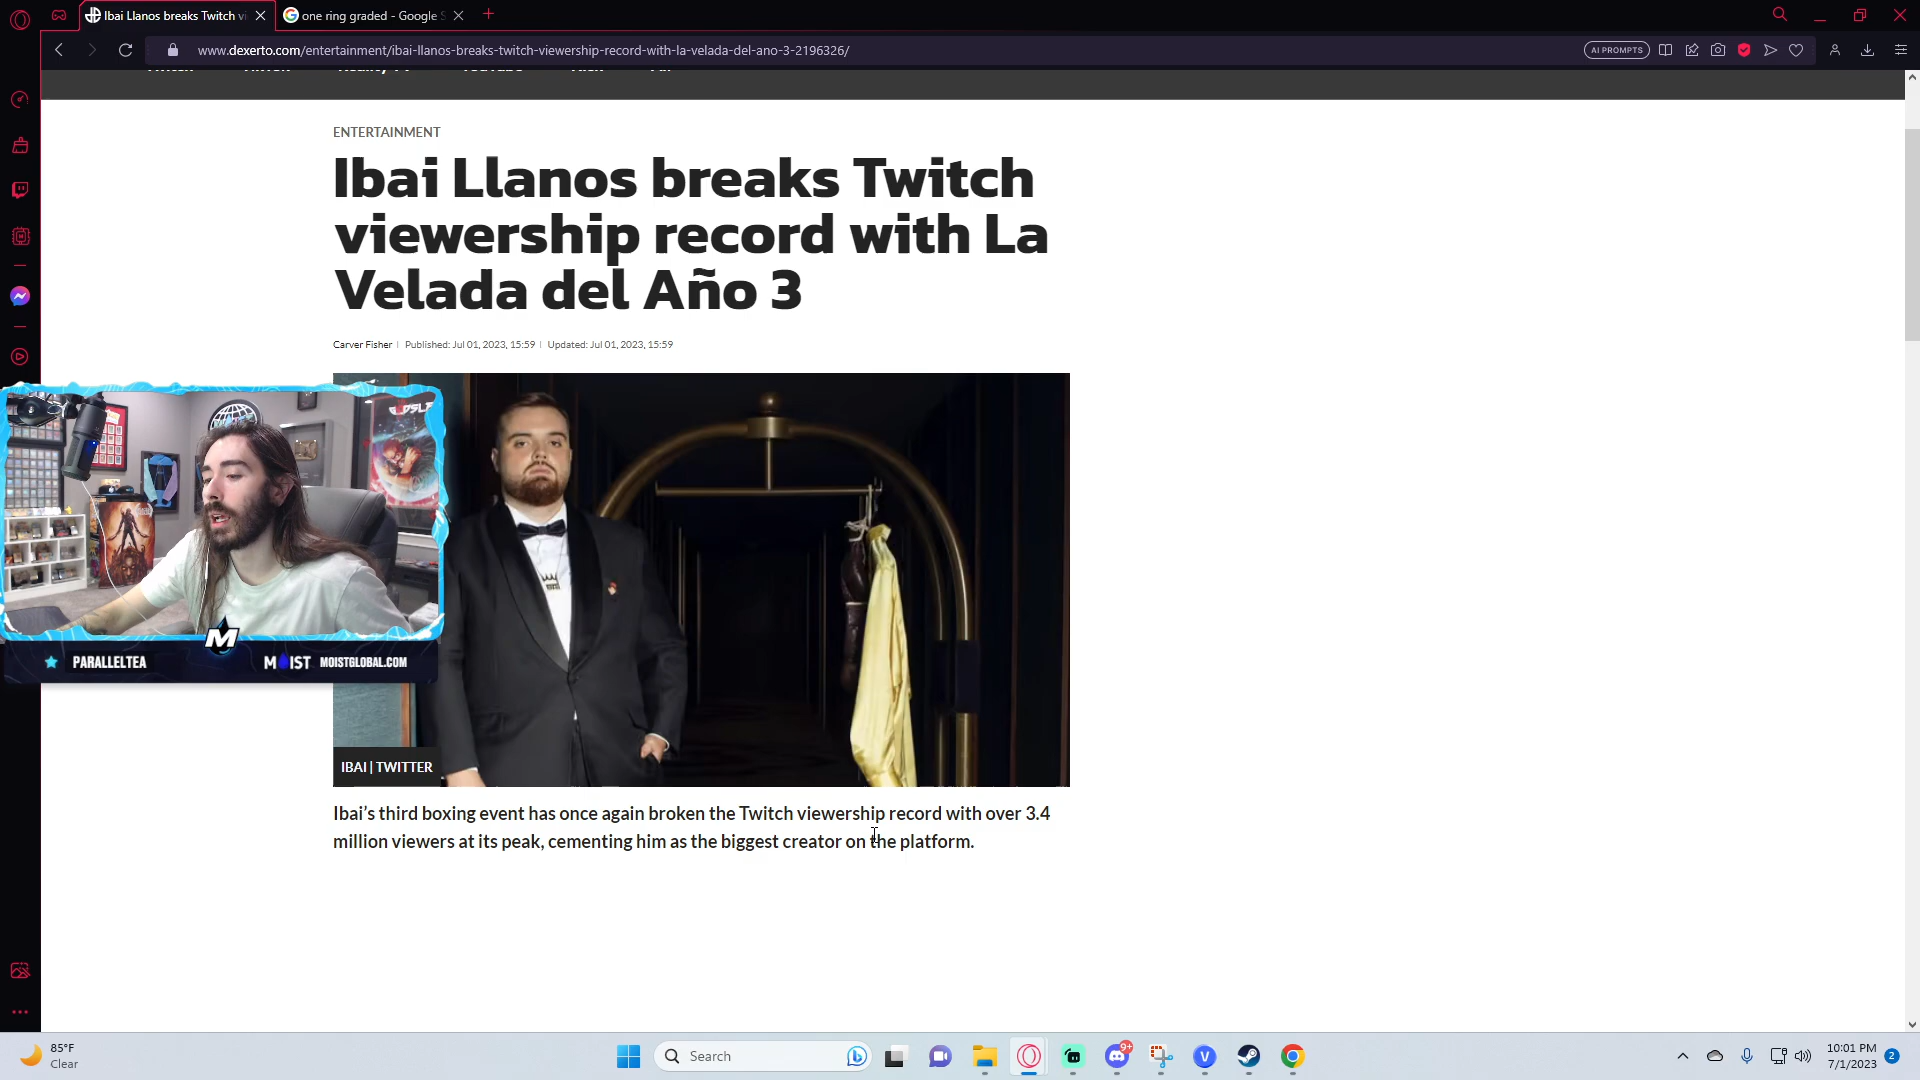 Ibai Llanos breaks Twitch vi
one ring graded - Google S
www.dexerto.com/entertainment/ibai-llanos-breaks-twitch-viewership-record-with-la-velada-del-ano-3-2196326/
AI PROMPTS
ENTERTAINMENT
Ibai Llanos breaks Twitch
viewership record with La
Velada del Año 3
Carver Fisher | Published: Jul 01, 2023, 15:59 | Updated: Jul 01, 2023, 15:59
M
PARALLELTEA
MOIST MOISTGLOBAL.COM
IBAI | TWITTER
Ibai's third boxing event has once again broken the Twitch viewership record with over 3.4
million viewers at its peak, cementing him as the biggest creator on the platform.
85°F
Clear
Search
9+
V
10:01 PM
7/1/2023
2